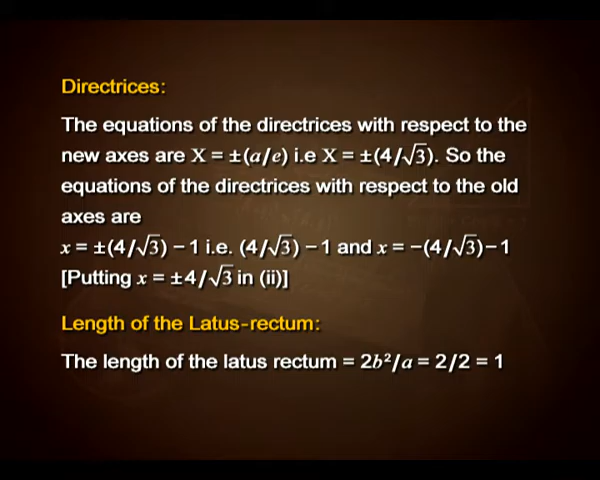 Directrices:
The equations of the directrices with respect to the
new axes are X = ±(a/e) i.e X = ±(4/√3). So the
equations of the directrices with respect to the old
axes are
x = ±(4/√3) − 1 i.e. (4/√3) − 1 and x = −(4/√3)− 1
[Putting x = ±4/√3 in (ii)]
Length of the Latus-rectum:
The length of the latus rectum = 2b²/a = 2/2 = 1